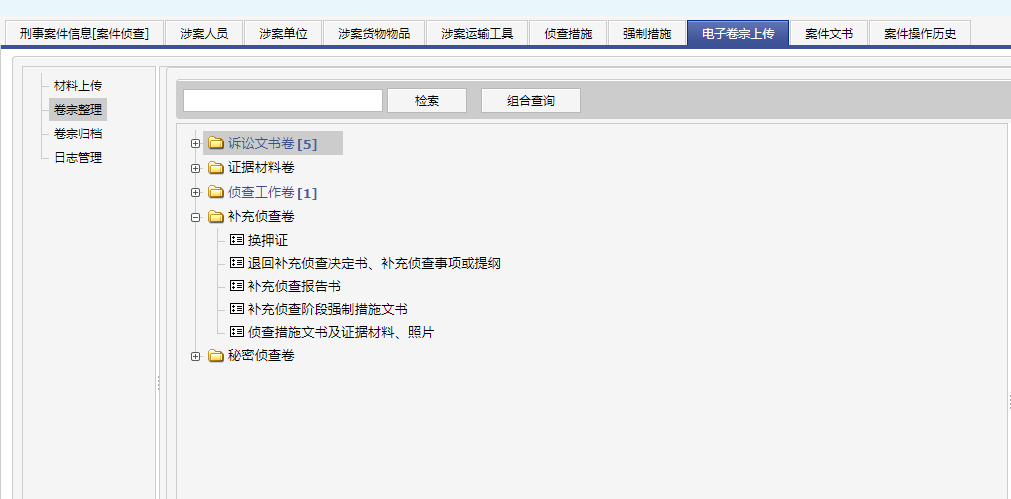 刑事案件信息[案件侦查] 涉案人员 涉案单位 涉案货物物品 涉案运输工具 侦查措施 强制措施 电子卷宗上传 案件文书 案件操作历史
材料上传
卷宗整理
卷宗归档
日志管理
检索 组合查询
诉讼文书卷 [5]
证据材料卷
侦查工作卷 [1]
补充侦查卷
换押证
退回补充侦查决定书、补充侦查事项或提纲
补充侦查报告书
补充侦查阶段强制措施文书
侦查措施文书及证据材料、照片
秘密侦查卷